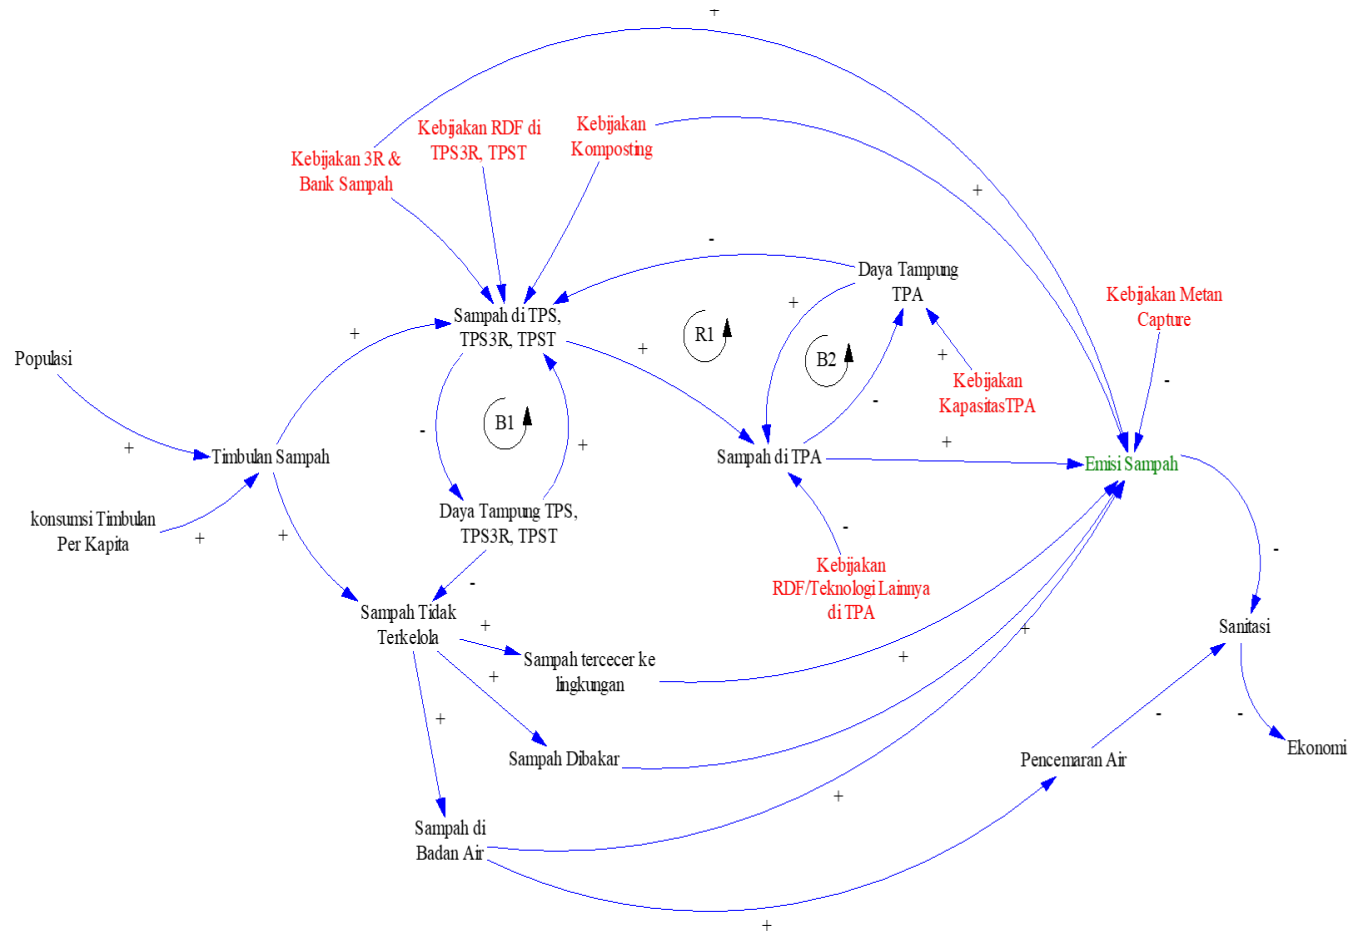 +
Kebijakan RDF di
TPS3R, TPST
Kebijakan
Komposting
Kebijakan 3R &
Bank Sampah
+
-
Daya Tampung
TPA
Kebijakan Metan
Capture
Sampah di TPS,
TPS3R, TPST
+
+
R1
+
B2
+
Populasi
-
Kebijakan
KapasitasTPA
-
B1
-
+
+
+
Timbulan Sampah
Sampah di TPA
Emisi Sampah
konsumsi Timbulan
Per Kapita
+
+
Daya Tampung TPS,
TPS3R, TPST
-
-
-
Kebijakan
RDF/Teknologi Lainnya
di TPA
Sampah Tidak
Terkelola
+
+
Sanitasi
Sampah tercecer ke
lingkungan
+
+
+
-
-
Sampah Dibakar
Pencemaran Air
Ekonomi
+
Sampah di
Badan Air
+